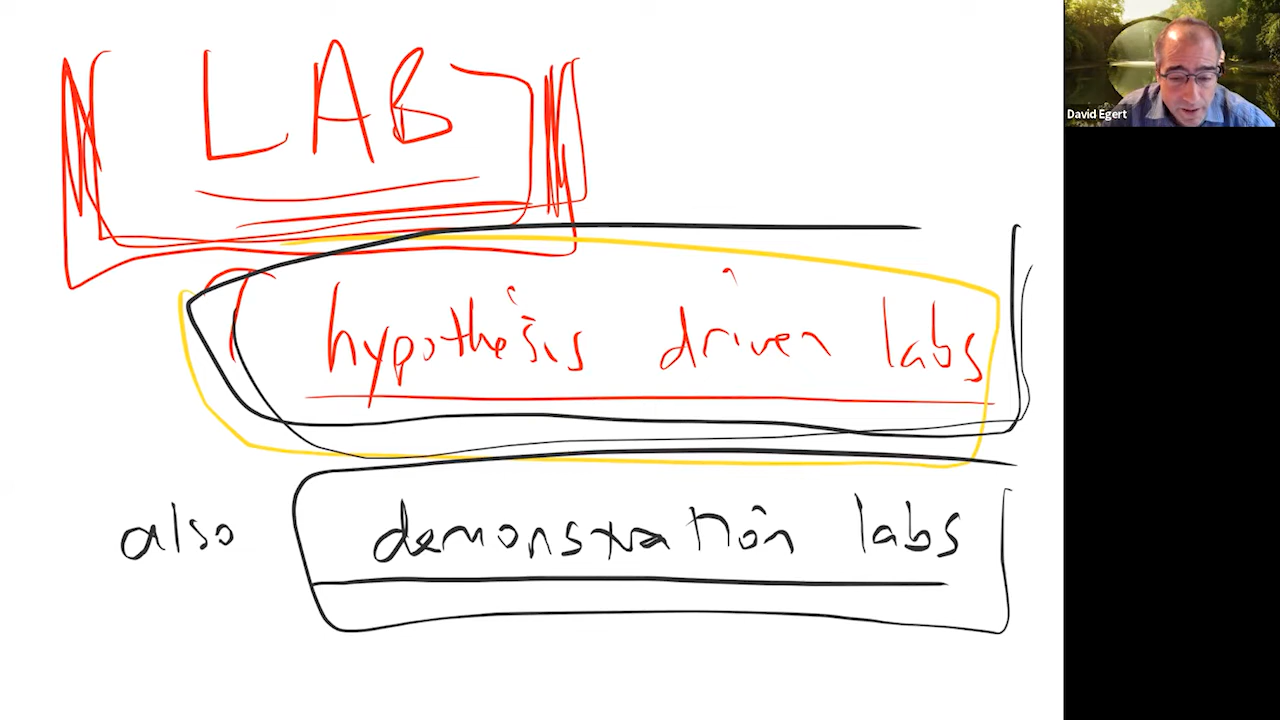 LAB
hypothesis driven labs
also demonstration labs
David Egert